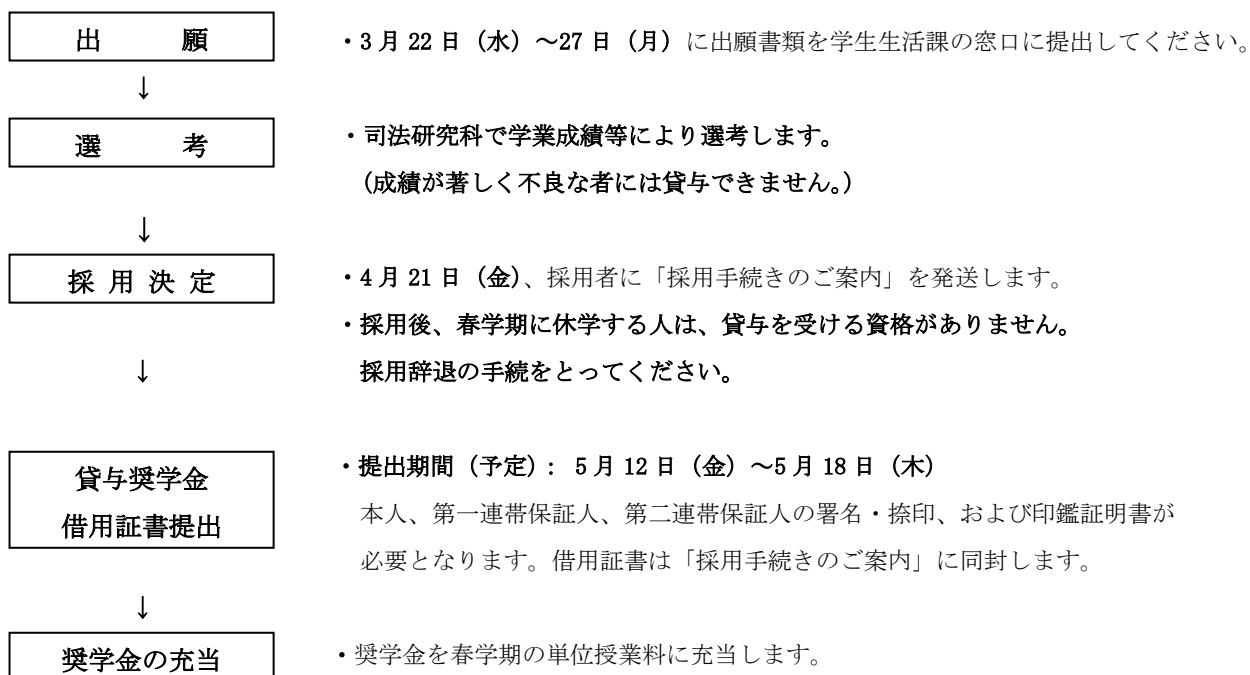 出 願
・3 月 22 日（水）～27 日（月）に出願書類を学生生活課の窓口に提出してください。
↓
選 考
・司法研究科で学業成績等により選考します。
（成績が著しく不良な者には貸与できません。）
↓
採 用 決 定
・4 月 21 日（金）、採用者に「採用手続きのご案内」を発送します。
・採用後、春学期に休学する人は、貸与を受ける資格がありません。
↓
採用辞退の手続をとってください。
貸与奨学金
借用証書提出
・提出期間（予定）: 5 月 12 日（金）～5 月 18 日（木）
本人、第一連帯保証人、第二連帯保証人の署名・捺印、および印鑑証明書が
必要となります。借用証書は「採用手続きのご案内」に同封します。
↓
奨学金の充当
・奨学金を春学期の単位授業料に充当します。